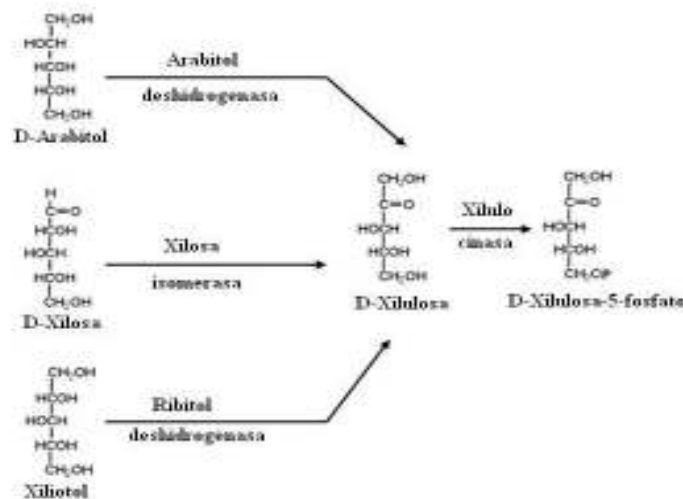 CH₂OH
HOCH
HCOH
HCOH
CH₂OH
D-Arabitol
Arabitol
deshidrogenasa
H
C=O
HCOH
HOCH
HCOH
CH₂OH
D-Xilosa
Xilosa
isomerasa
CH₂OH
C=O
HOCH
HCOH
CH₂OH
D-Xilulosa
Xilulo
cinasa
CH₂OH
C=O
HOCH
HCOH
CH₂OP
D-Xilulosa-5-fosfato
CH₂OH
HCOH
HOCH
HCOH
CH₂OH
Xiliotol
Ribitol
deshidrogenasa